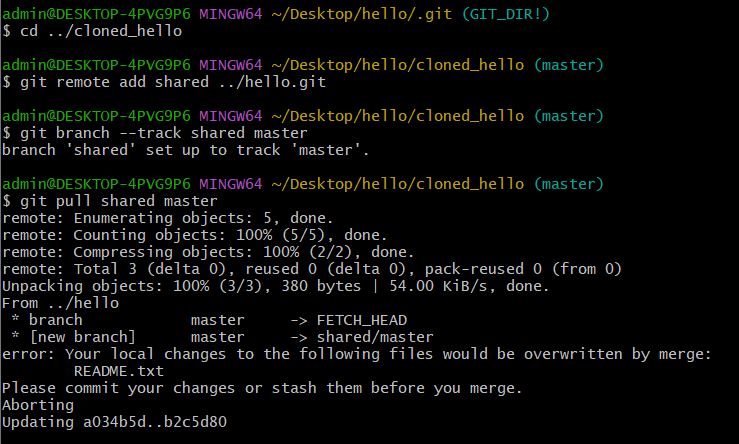 admin@DESKTOP-4PVG9P6 MINGW64 ~/Desktop/hello/.git (GIT_DIR!)
$ cd ../cloned_hello
admin@DESKTOP-4PVG9P6 MINGW64 ~/Desktop/hello/cloned_hello (master)
$ git remote add shared ../hello.git
admin@DESKTOP-4PVG9P6 MINGW64 ~/Desktop/hello/cloned_hello (master)
$ git branch --track shared master
branch 'shared' set up to track 'master'.
admin@DESKTOP-4PVG9P6 MINGW64 ~/Desktop/hello/cloned_hello (master)
$ git pull shared master
remote: Enumerating objects: 5, done.
remote: Counting objects: 100% (5/5), done.
remote: Compressing objects: 100% (2/2), done.
remote: Total 3 (delta 0), reused 0 (delta 0), pack-reused 0 (from 0)
Unpacking objects: 100% (3/3), 380 bytes | 54.00 KiB/s, done.
From ../hello
 * branch            master     -> FETCH_HEAD
 * [new branch]      master     -> shared/master
error: Your local changes to the following files would be overwritten by merge:
        README.txt
Please commit your changes or stash them before you merge.
Aborting
Updating a034b5d..b2c5d80